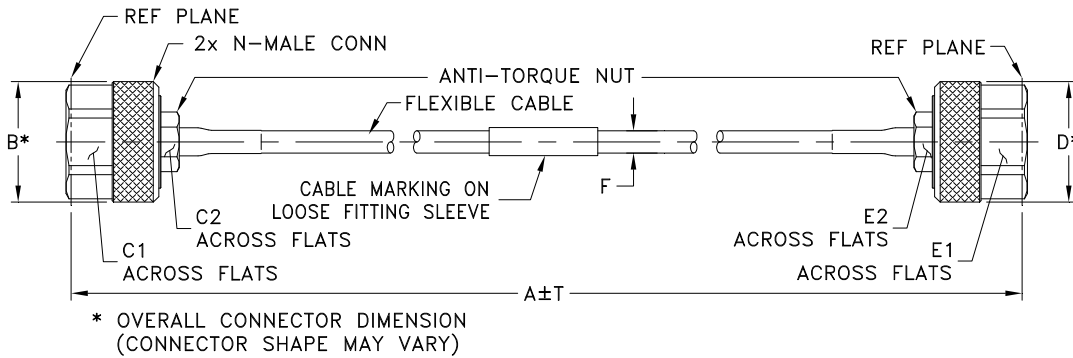 REF PLANE
2x N-MALE CONN
REF PLANE
ANTI-TORQUE NUT
FLEXIBLE CABLE
B*
D*
CABLE MARKING ON
LOOSE FITTING SLEEVE
F
C2
ACROSS FLATS
E2
ACROSS FLATS
C1
ACROSS FLATS
E1
ACROSS FLATS
A±T
* OVERALL CONNECTOR DIMENSION
(CONNECTOR SHAPE MAY VARY)